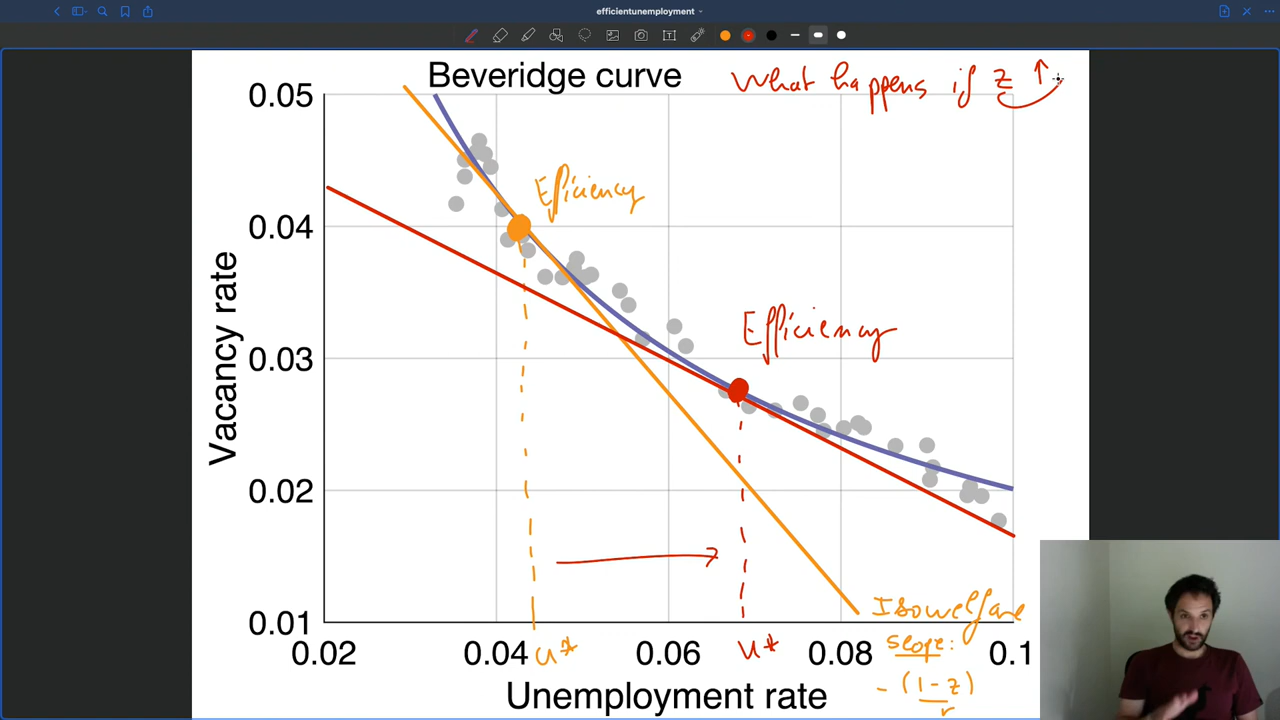 efficientunemployment
Beveridge curve
What happens if z ↑
0.05
0.04
0.03
0.02
0.01
Vacancy rate
Efficiency
Efficiency
Isowelfare
scope:
- (1-z)
r
u*
u*
0.02
0.04
0.06
0.08
0.1
Unemployment rate